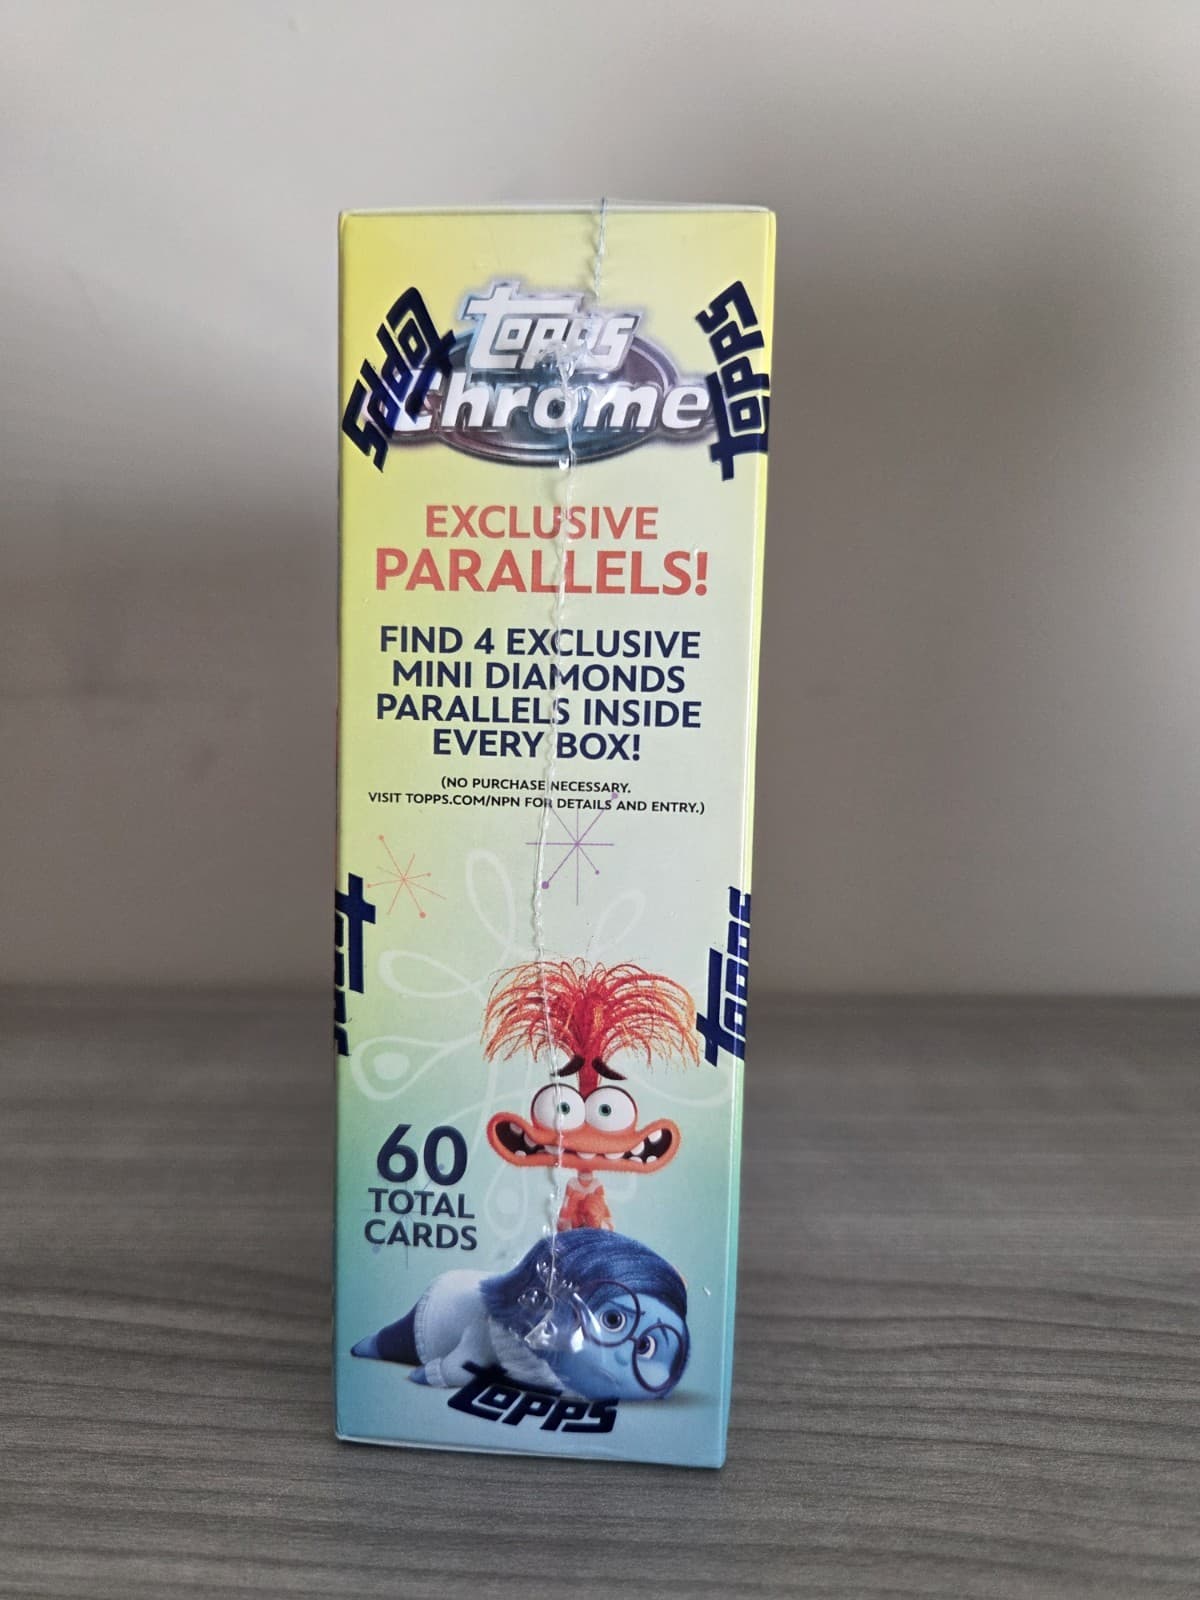 topps
topps
topps
Chrome
EXCLUSIVE
PARALLELS!
FIND 4 EXCLUSIVE
MINI DIAMONDS
PARALLELS INSIDE
EVERY BOX!
(NO PURCHASE NECESSARY.
VISIT TOPPS.COM/NPN FOR DETAILS AND ENTRY.)
topps
60
TOTAL
CARDS
topps